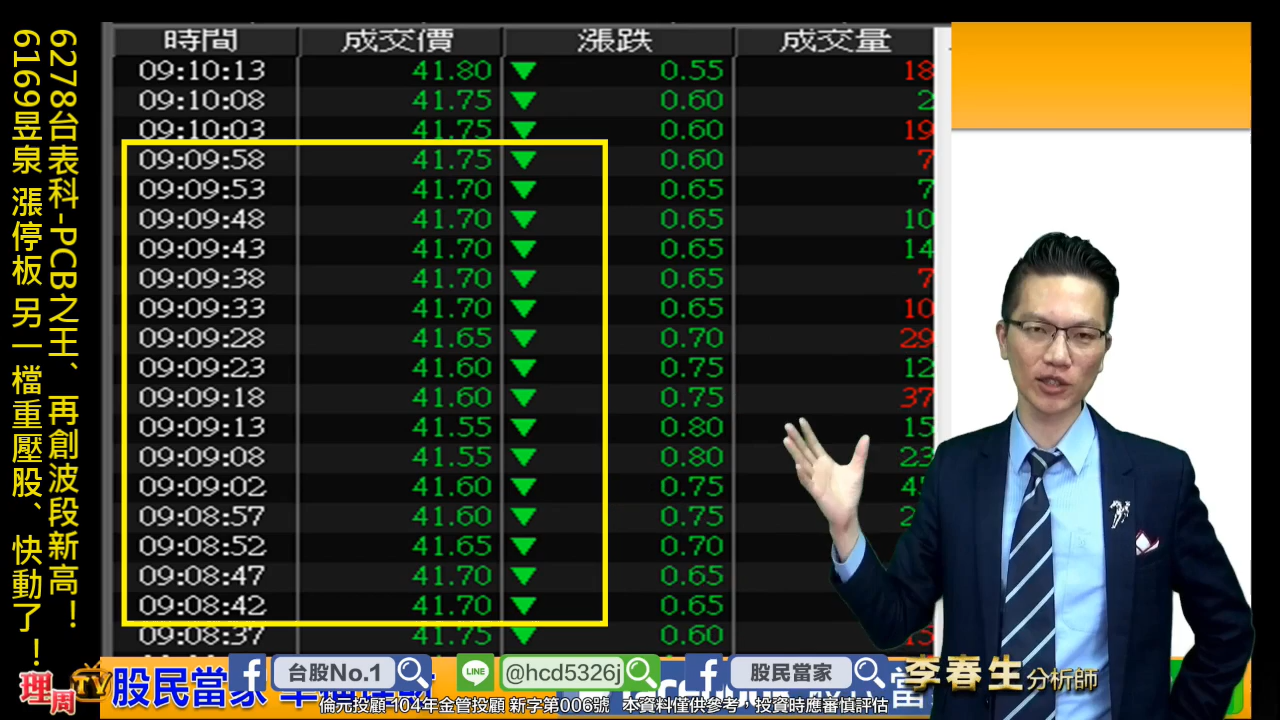 6278台表科-PCB之王、再創波段新高！
6169昱泉 漲停板 另一檔重壓股、快動了！
時間 成交價 漲跌 成交量
09:10:13 41.80 ▼ 0.55 18
09:10:08 41.75 ▼ 0.60 2
09:10:03 41.75 ▼ 0.60 19
09:09:58 41.75 ▼ 0.60 7
09:09:53 41.70 ▼ 0.65 7
09:09:48 41.70 ▼ 0.65 10
09:09:43 41.70 ▼ 0.65 14
09:09:38 41.70 ▼ 0.65 7
09:09:33 41.70 ▼ 0.65 10
09:09:28 41.65 ▼ 0.70 29
09:09:23 41.60 ▼ 0.75 12
09:09:18 41.60 ▼ 0.75 37
09:09:13 41.55 ▼ 0.80 15
09:09:08 41.55 ▼ 0.80 23
09:09:02 41.60 ▼ 0.75
09:08:57 41.60 ▼ 0.75
09:08:52 41.65 ▼ 0.70
09:08:47 41.70 ▼ 0.65
09:08:42 41.70 ▼ 0.65
09:08:37 41.75 ▼ 0.60
台股No.1 LINE @hcd5326j 股民當家
李春生分析師
理周TV 股民當家
倫元投顧 104年金管投顧 新字第006號 本資料僅供參考，投資時應審慎評估